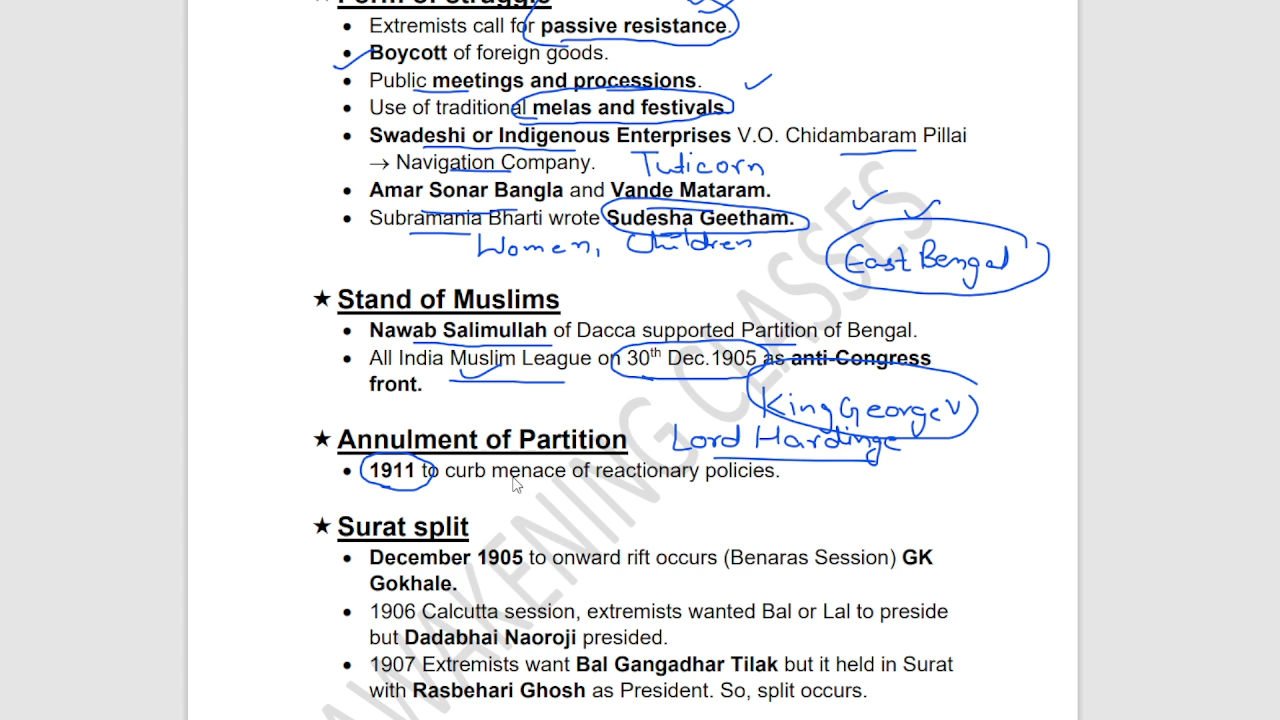 Form of struggle
Extremists call for passive resistance.
Boycott of foreign goods.
Public meetings and processions.
Use of traditional melas and festivals.
Swadeshi or Indigenous Enterprises V.O. Chidambaram Pillai
→ Navigation Company. Tuticorn
Amar Sonar Bangla and Vande Mataram.
Subramania Bharti wrote Sudesha Geetham.
Women, Children
East Bengal
★ Stand of Muslims
Nawab Salimullah of Dacca supported Partition of Bengal.
All India Muslim League on 30th Dec.1905 as anti-Congress
front.
King George V
★ Annulment of Partition Lord Hardinge
1911 to curb menace of reactionary policies.
★ Surat split
December 1905 to onward rift occurs (Benaras Session) GK
Gokhale.
1906 Calcutta session, extremists wanted Bal or Lal to preside
but Dadabhai Naoroji presided.
1907 Extremists want Bal Gangadhar Tilak but it held in Surat
with Rasbehari Ghosh as President. So, split occurs.
AWAKENING CLASSES